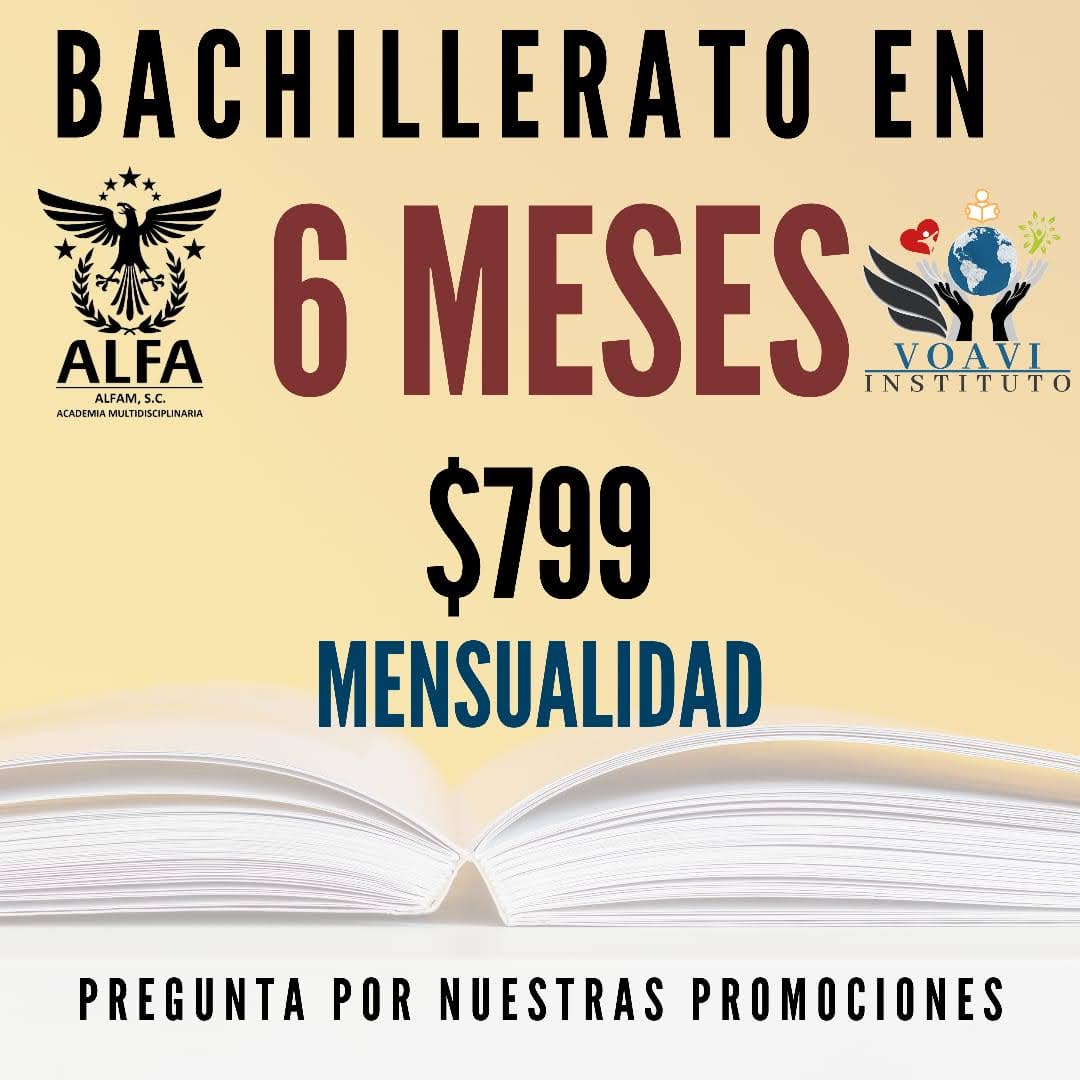 BACHILLERATO EN
6 MESES
ALFA
ALFAM, S.C.
ACADEMIA MULTIDISCIPLINARIA
VOAVI
INSTITUTO
$799
MENSUALIDAD
PREGUNTA POR NUESTRAS PROMOCIONES